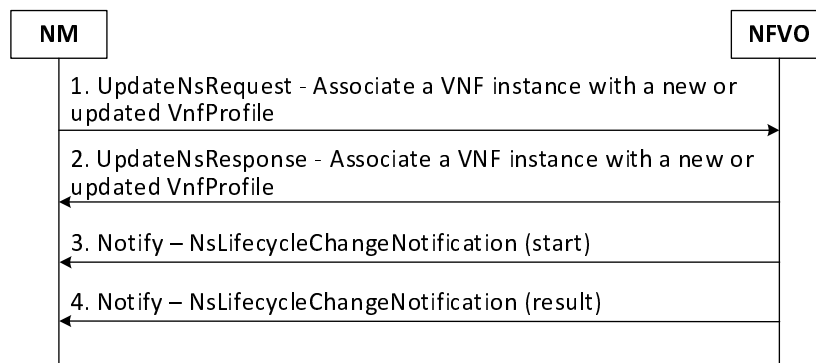 NM
NFVO
1. UpdateNsRequest - Associate a VNF instance with a new or
updated VnfProfile
2. UpdateNsResponse - Associate a VNF instance with a new or
updated VnfProfile
3. Notify – NsLifecycleChangeNotification (start)
4. Notify – NsLifecycleChangeNotification (result)